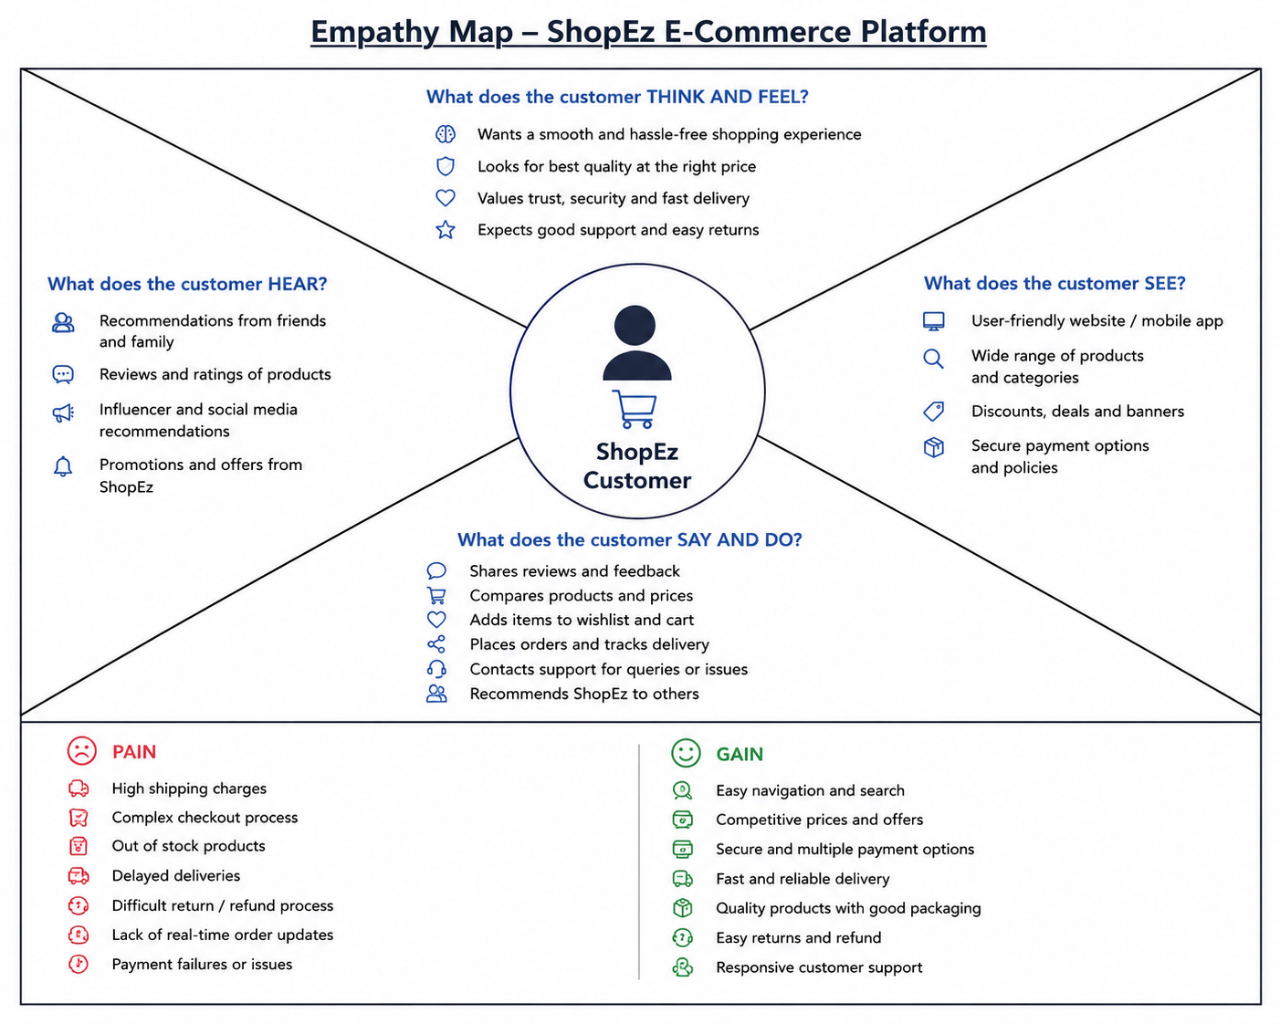 Empathy Map – ShopEz E-Commerce Platform
What does the customer THINK AND FEEL?
Wants a smooth and hassle-free shopping experience
Looks for best quality at the right price
Values trust, security and fast delivery
Expects good support and easy returns
What does the customer HEAR?
Recommendations from friends
and family
Reviews and ratings of products
Influencer and social media
recommendations
Promotions and offers from
ShopEz
ShopEz
Customer
What does the customer SEE?
User-friendly website / mobile app
Wide range of products
and categories
Discounts, deals and banners
Secure payment options
and policies
What does the customer SAY AND DO?
Shares reviews and feedback
Compares products and prices
Adds items to wishlist and cart
Places orders and tracks delivery
Contacts support for queries or issues
Recommends ShopEz to others
PAIN
High shipping charges
Complex checkout process
Out of stock products
Delayed deliveries
Difficult return / refund process
Lack of real-time order updates
Payment failures or issues
GAIN
Easy navigation and search
Competitive prices and offers
Secure and multiple payment options
Fast and reliable delivery
Quality products with good packaging
Easy returns and refund
Responsive customer support